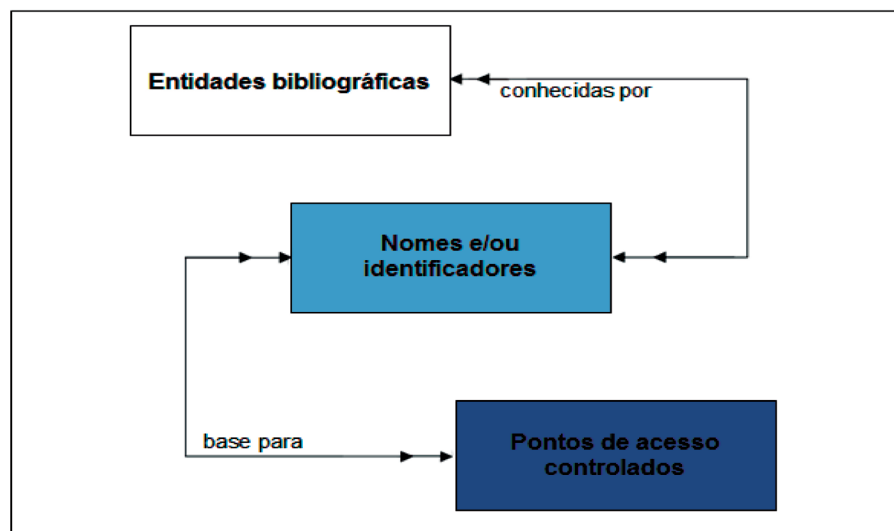 Entidades bibliográficas
conhecidas por
Nomes e/ou
identificadores
base para
Pontos de acesso
controlados